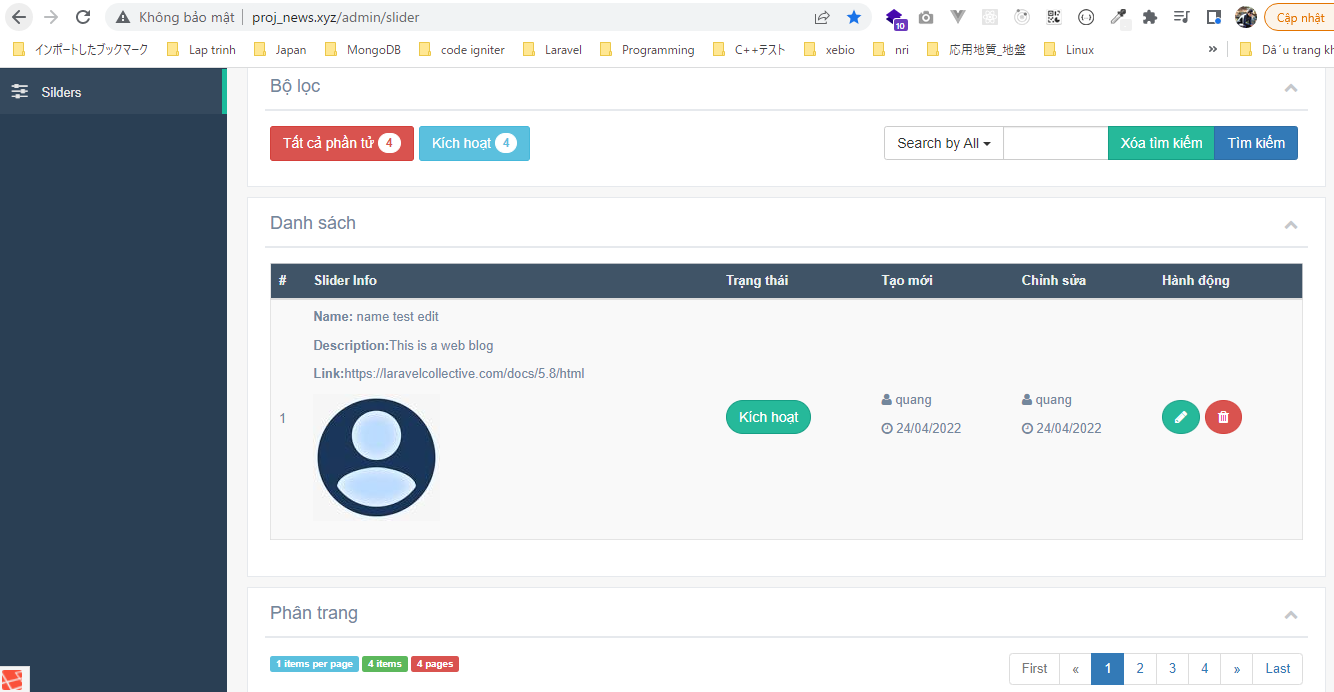 Không bảo mật | proj_news.xyz/admin/slider
10
Cập nhật
インポートしたブックマーク Lap trinh Japan MongoDB code igniter Laravel Programming C++テスト xebio nri 応用地質_地盤 Linux » Dấu trang kh
Silders
Bộ lọc
Tất cả phần tử 4 Kích hoạt 4 Search by All Xóa tìm kiếm Tìm kiếm
Danh sách
# Slider Info Trạng thái Tạo mới Chỉnh sửa Hành động
Name: name test edit
Description:This is a web blog
Link:https://laravelcollective.com/docs/5.8/html
1 Kích hoạt quang quang
24/04/2022 24/04/2022
Phân trang
1 items per page 4 items 4 pages
First « 1 2 3 4 » Last